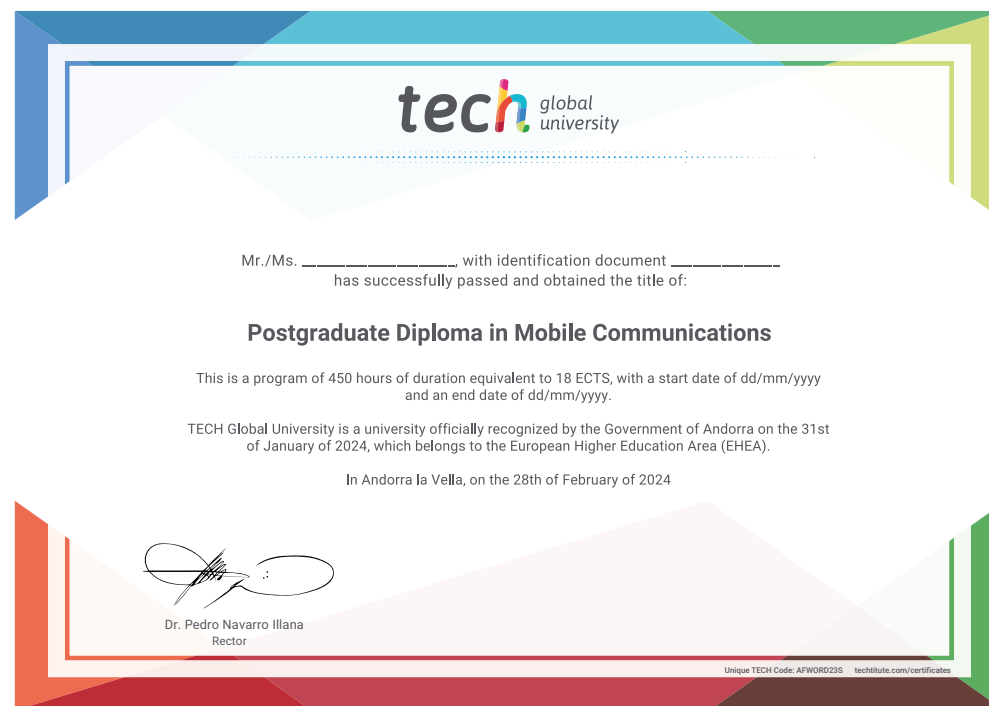 tech global university
Mr./Ms. ____________________, with identification document ______________
has successfully passed and obtained the title of:
Postgraduate Diploma in Mobile Communications
This is a program of 450 hours of duration equivalent to 18 ECTS, with a start date of dd/mm/yyyy
and an end date of dd/mm/yyyy.
TECH Global University is a university officially recognized by the Government of Andorra on the 31st
of January of 2024, which belongs to the European Higher Education Area (EHEA).
In Andorra la Vella, on the 28th of February of 2024
Dr. Pedro Navarro Illana
Rector
Unique TECH Code: AFWORD23S techtitute.com/certificates